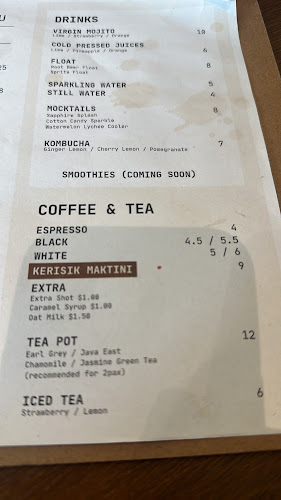 U
25
8
DRINKS
VIRGIN MOJITO 10
Lime / Strawberry / Orange
COLD PRESSED JUICES 6
Lime / Pineapple / Orange
FLOAT 8
Root Beer Float
Sprite Float
SPARKLING WATER 5
STILL WATER 4
MOCKTAILS 8
Sapphire Splash
Cotton Candy Sparkle
Watermelon Lychee Cooler
KOMBUCHA 7
Ginger Lemon / Cherry Lemon / Pomegranate
SMOOTHIES (COMING SOON)
COFFEE & TEA
ESPRESSO 4
BLACK 4.5 / 5.5
WHITE 5 / 6
KERISIK MAKTINI 9
EXTRA
Extra Shot $1.00
Caramel Syrup $1.00
Oat Milk $1.50
TEA POT 12
Earl Grey / Java East
Chamomile / Jasmine Green Tea
(recommended for 2pax)
ICED TEA 6
Strawberry / Lemon